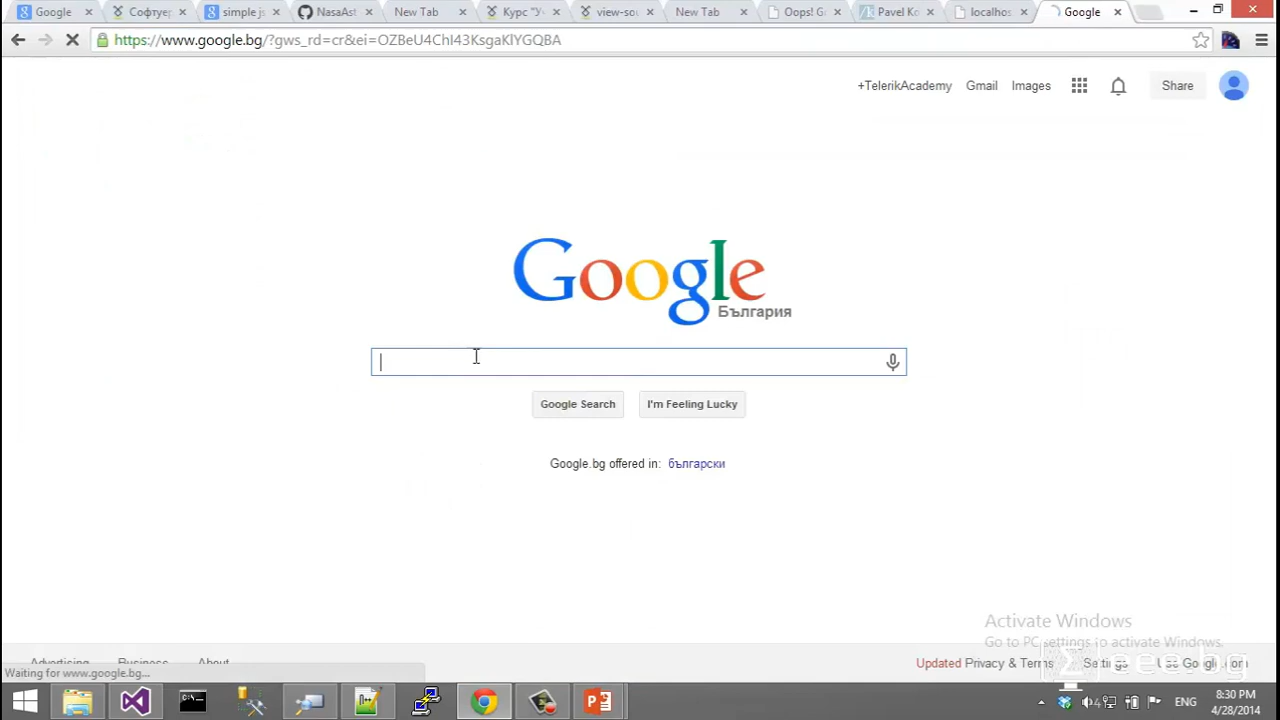 Google
Софтуер
simple js
NasaAst
New Tab
Курс "У
view-sou
New Tab
Oops! G
Pavel Ko
localhos
Google
https://www.google.bg/?gws_rd=cr&ei=OZBeU4ChI43KsgaKlYGQBA
+TelerikAcademy Gmail Images Share
Google
България
Google Search I'm Feeling Lucky
Google.bg offered in: български
Activate Windows
Go to PC settings to activate Windows.
Advertising Business About Updated Privacy & Terms Settings Use Google.com
eee.bg
Waiting for www.google.bg...
ENG
8:30 PM
4/28/2014